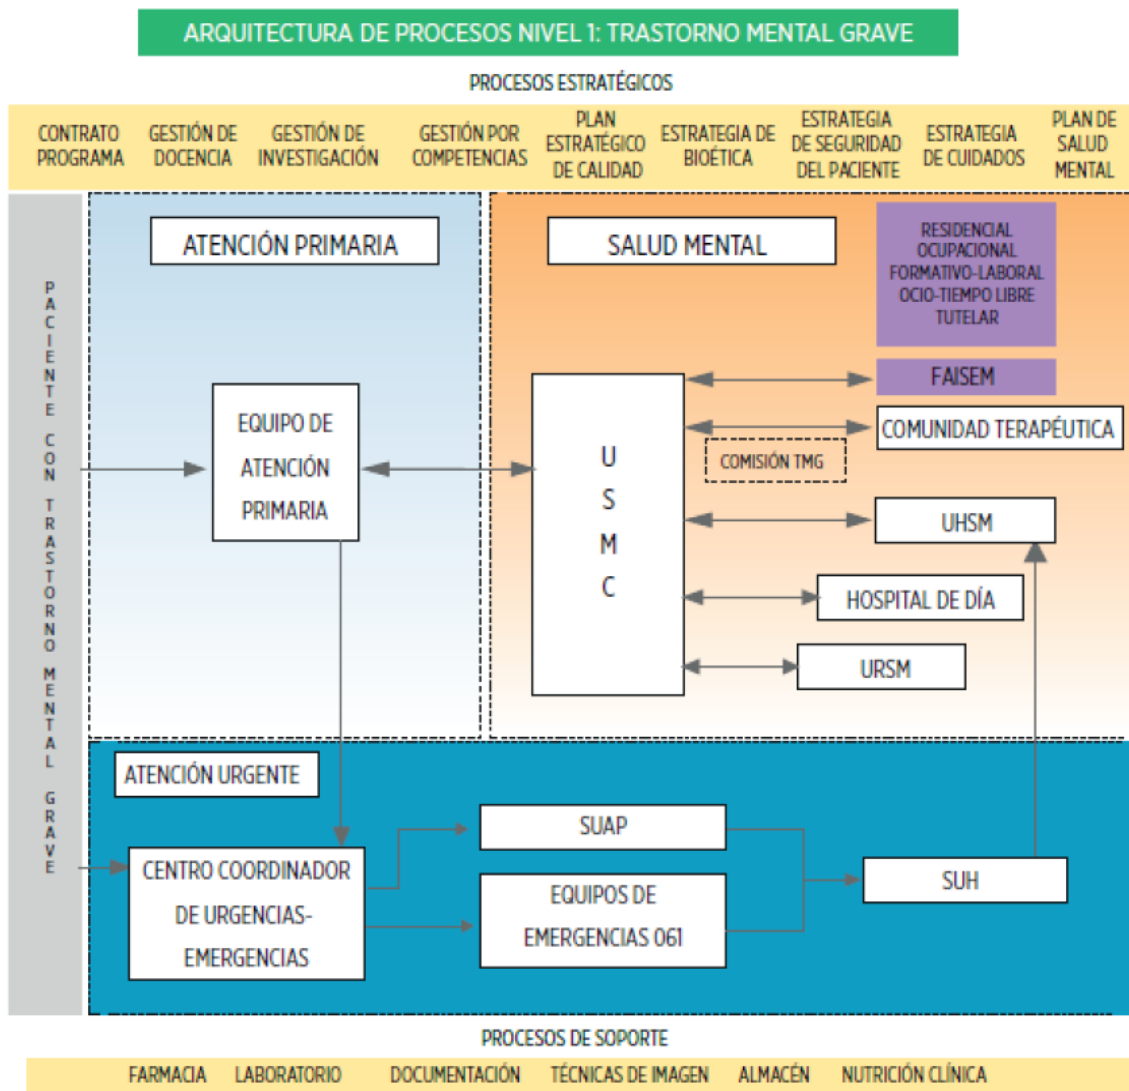 ARQUITECTURA DE PROCESOS NIVEL 1: TRASTORNO MENTAL GRAVE
PROCESOS ESTRATÉGICOS
CONTRATO
PROGRAMA
GESTIÓN DE
DOCENCIA
GESTIÓN DE
INVESTIGACIÓN
GESTIÓN POR
COMPETENCIAS
PLAN
ESTRATÉGICO
DE CALIDAD
ESTRATEGIA DE
BIOÉTICA
ESTRATEGIA
DE SEGURIDAD
DEL PACIENTE
ESTRATEGIA
DE CUIDADOS
PLAN DE
SALUD
MENTAL
PACIENTE CON TRASTORNO MENTAL GRAVE
ATENCIÓN PRIMARIA
EQUIPO DE
ATENCIÓN
PRIMARIA
SALUD MENTAL
RESIDENCIAL
OCUPACIONAL
FORMATIVO-LABORAL
OCIO-TIEMPO LIBRE
TUTELAR
FAISEM
COMUNIDAD TERAPÉUTICA
COMISIÓN TMG
USMC
UHSM
HOSPITAL DE DÍA
URSM
ATENCIÓN URGENTE
CENTRO COORDINADOR
DE URGENCIAS-
EMERGENCIAS
SUAP
EQUIPOS DE
EMERGENCIAS 061
SUH
PROCESOS DE SOPORTE
FARMACIA LABORATORIO DOCUMENTACIÓN TÉCNICAS DE IMAGEN ALMACÉN NUTRICIÓN CLÍNICA